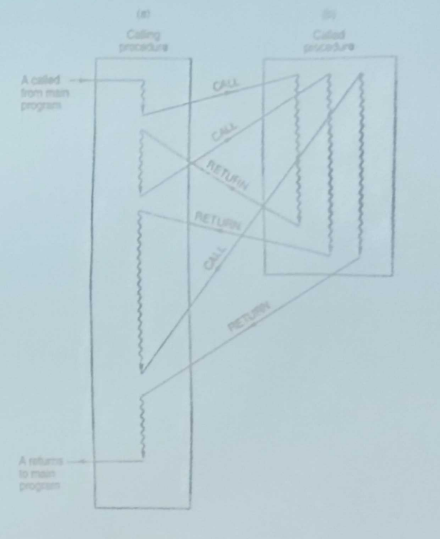 (a)
(b)
Calling
procedure
Called
procedure
A called
from main
program
CALL
CALL
RETURN
RETURN
CALL
RETURN
A returns
to main
program